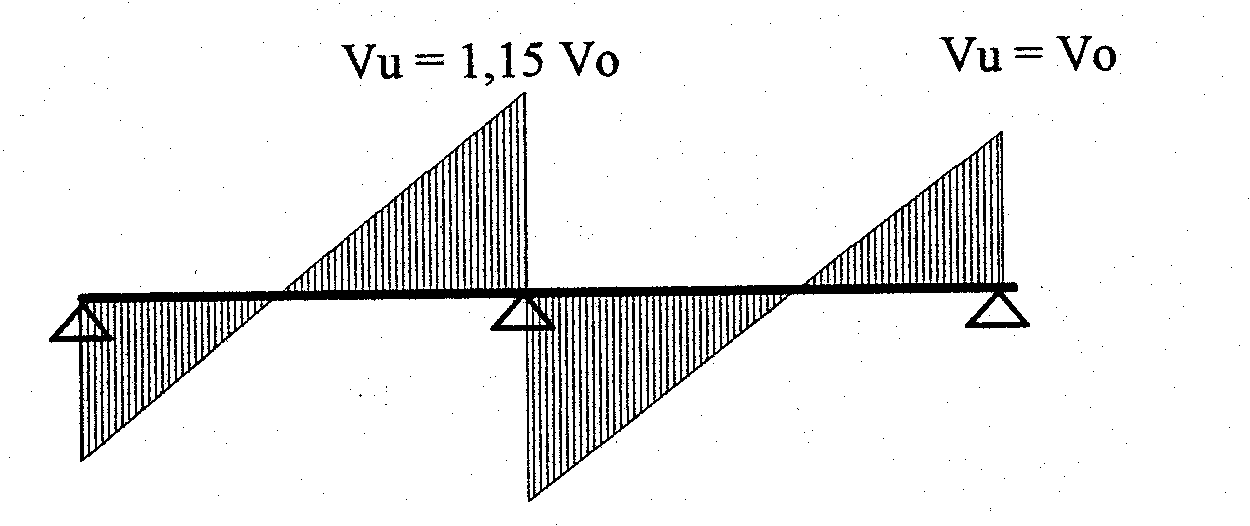 Vu = 1,15 Vo
Vu = Vo